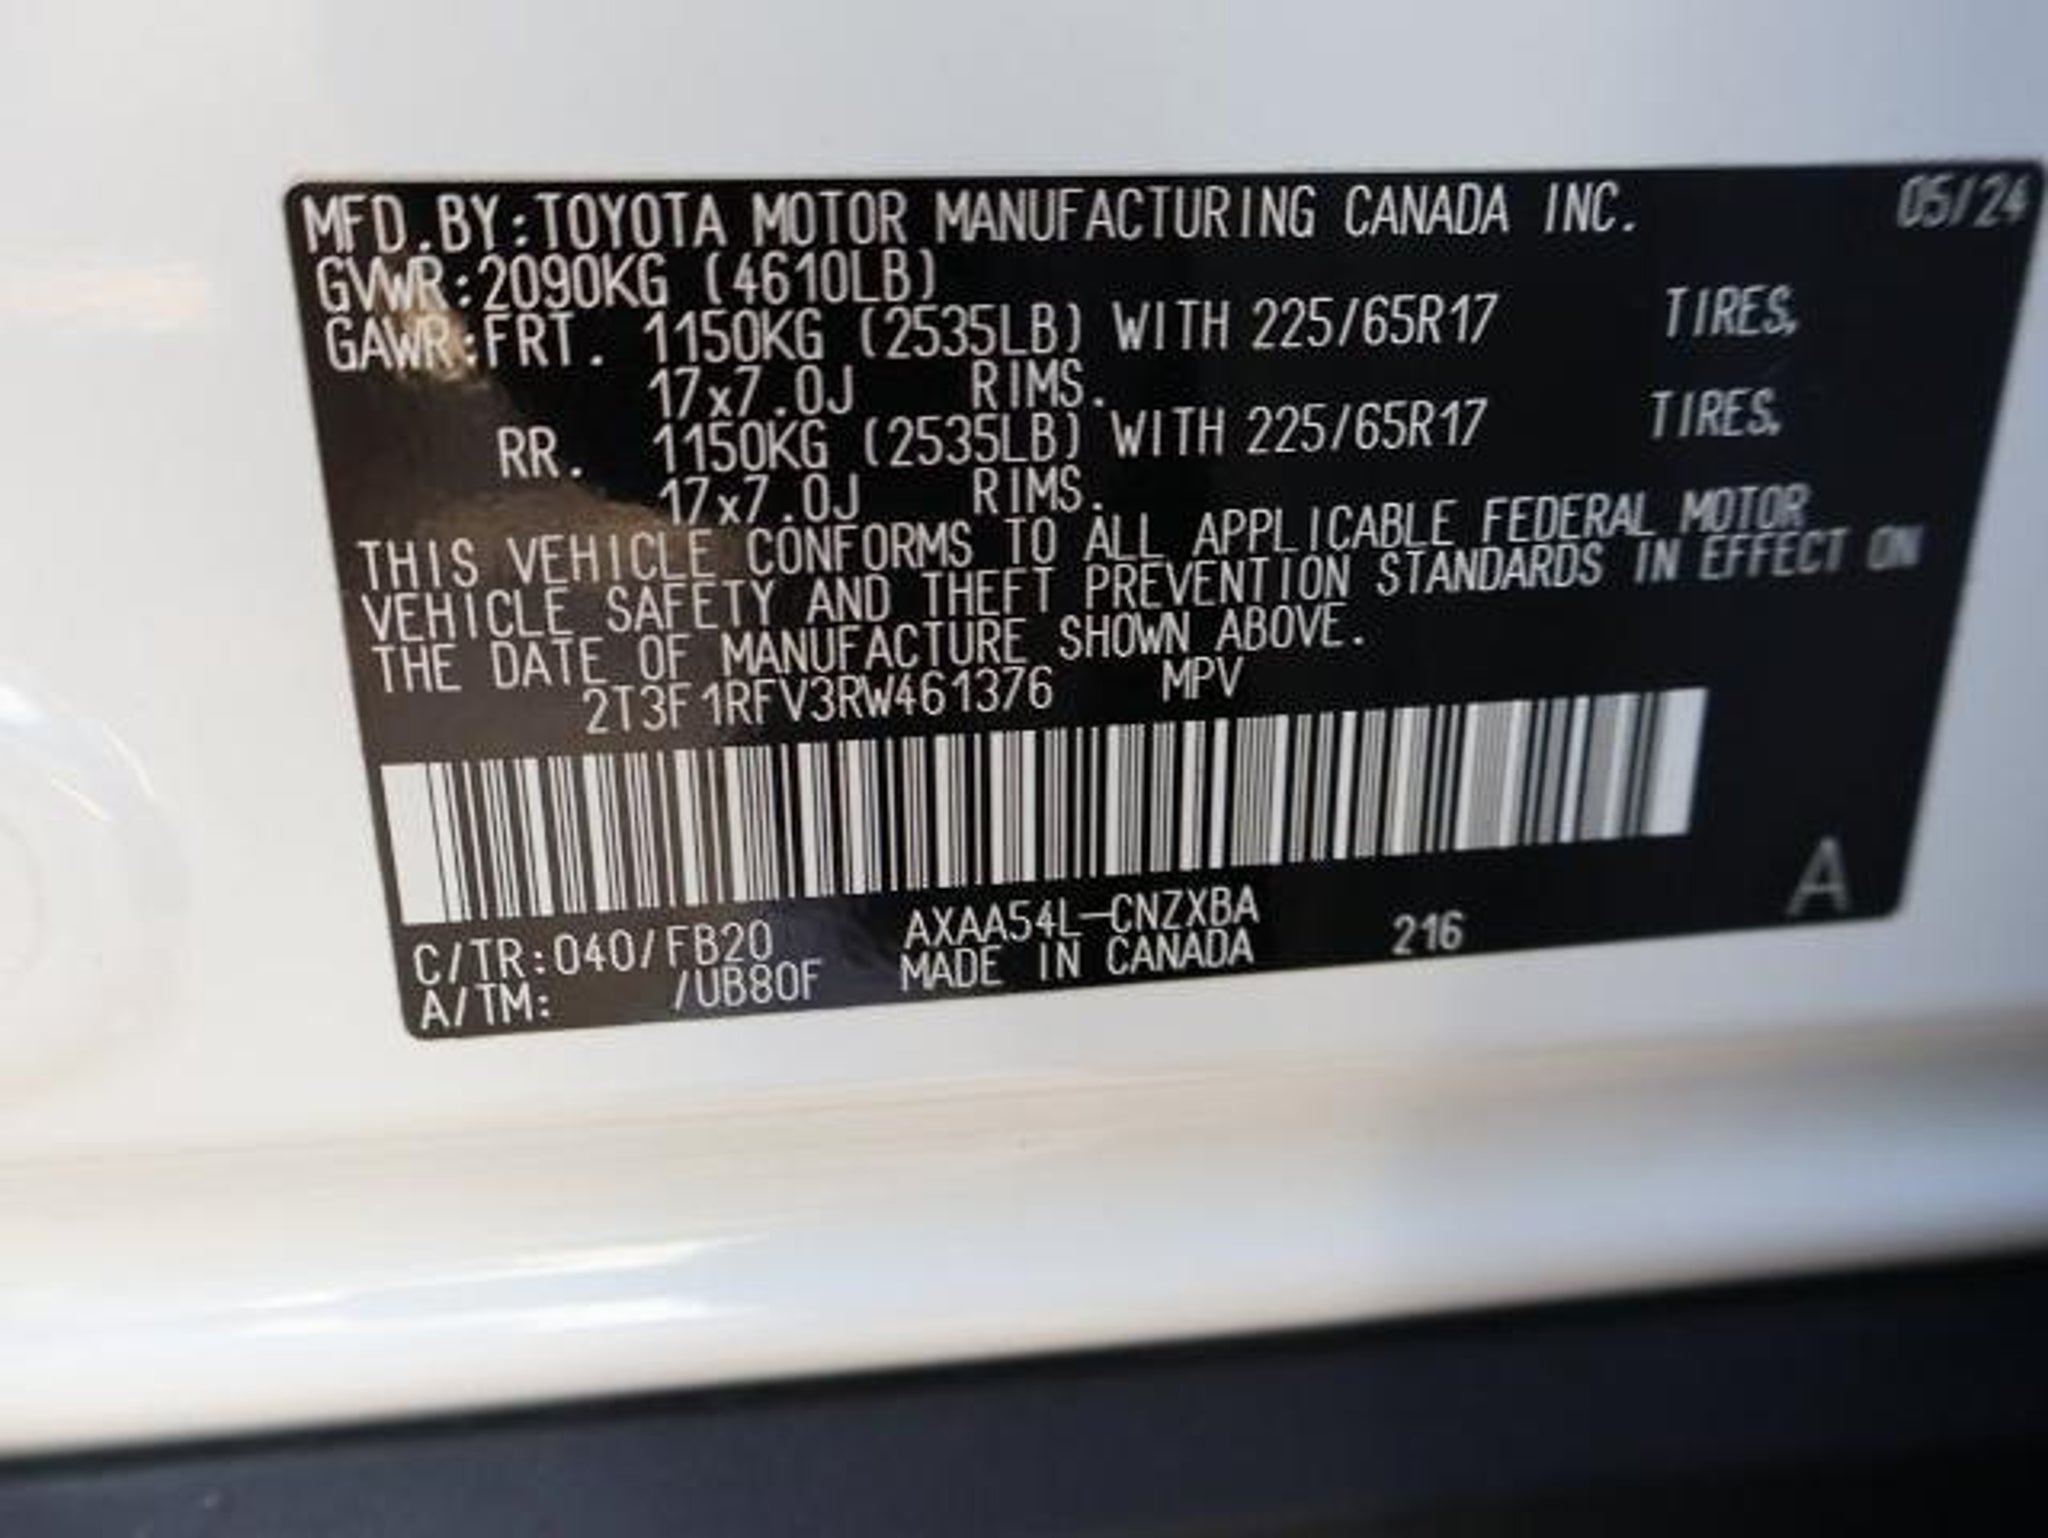 MFD.BY:TOYOTA MOTOR MANUFACTURING CANADA INC. 05/24
GVWR:2090KG (4610LB)
GAWR:FRT. 1150KG (2535LB) WITH 225/65R17 TIRES,
17x7.0J RIMS.
RR. 1150KG (2535LB) WITH 225/65R17 TIRES,
17x7.0J RIMS.
THIS VEHICLE CONFORMS TO ALL APPLICABLE FEDERAL MOTOR
VEHICLE SAFETY AND THEFT PREVENTION STANDARDS IN EFFECT ON
THE DATE OF MANUFACTURE SHOWN ABOVE.
2T3F1RFV3RW461376 MPV
A
C/TR:040/FB20 AXAA54L-CNZXBA 216
A/TM: /UB80F MADE IN CANADA